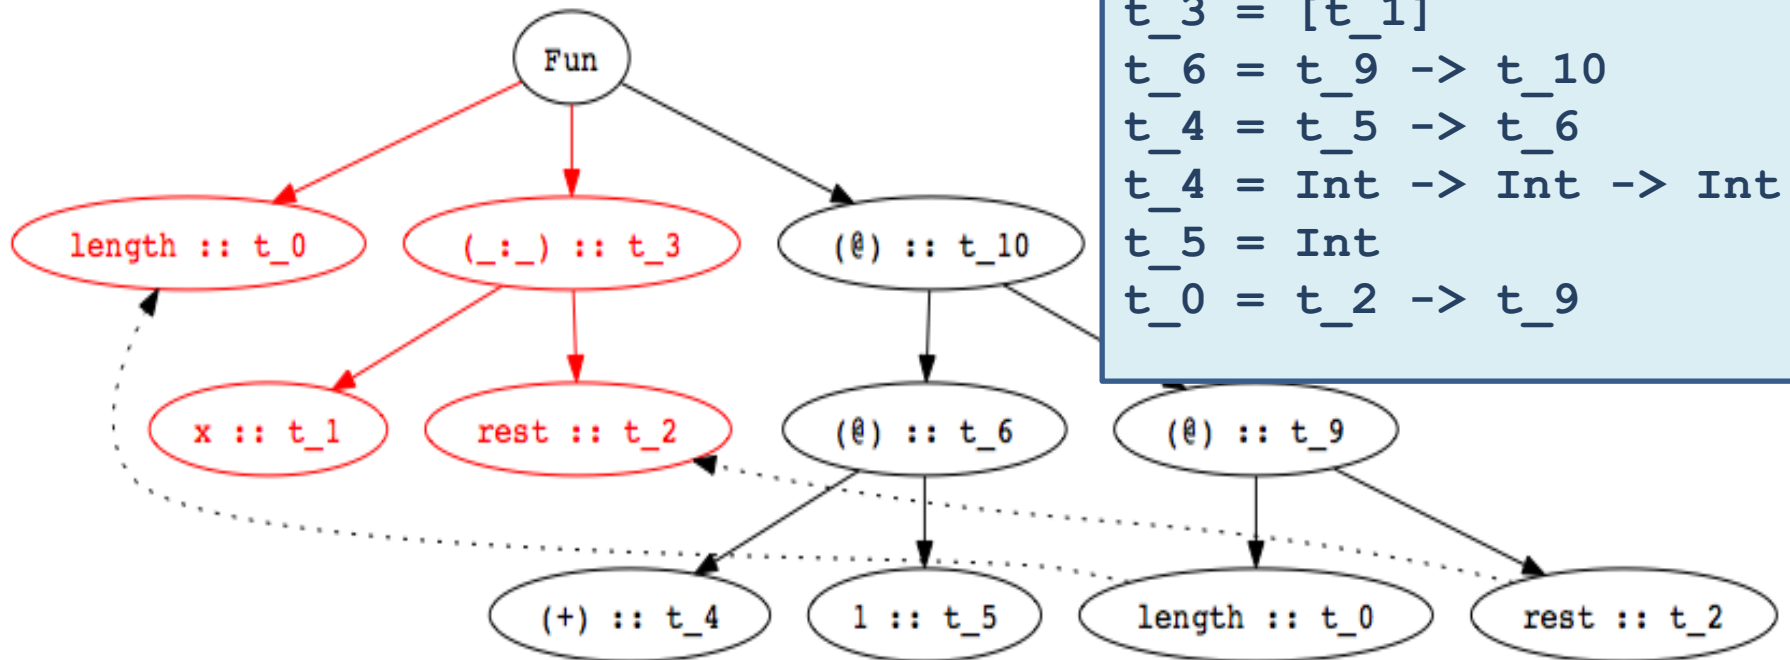 t_3 = [t_1]
Fun
t_6 = t_9 -> t_10
t_4 = t_5 -> t_6
t_4 = Int -> Int -> Int
length :: t_0
(_:_) :: t_3
(@) :: t_10
t_5 = Int
t_0 = t_2 -> t_9
x :: t_1
rest :: t_2
(@) :: t_6
(@) :: t_9
(+) :: t_4
1 :: t_5
length :: t_0
rest :: t_2